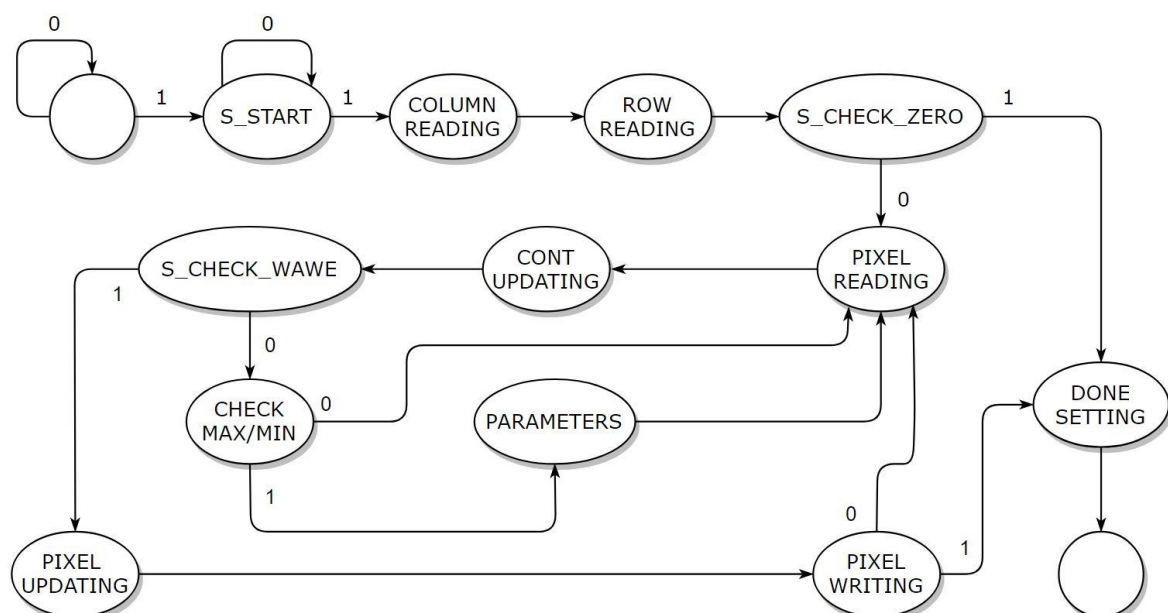 0
0
1
S_START
1
COLUMN
READING
ROW
READING
S_CHECK_ZERO
1
0
S_CHECK_WAWE
CONT
UPDATING
PIXEL
READING
1
0
CHECK
MAX/MIN
0
PARAMETERS
DONE
SETTING
1
0
1
PIXEL
UPDATING
PIXEL
WRITING